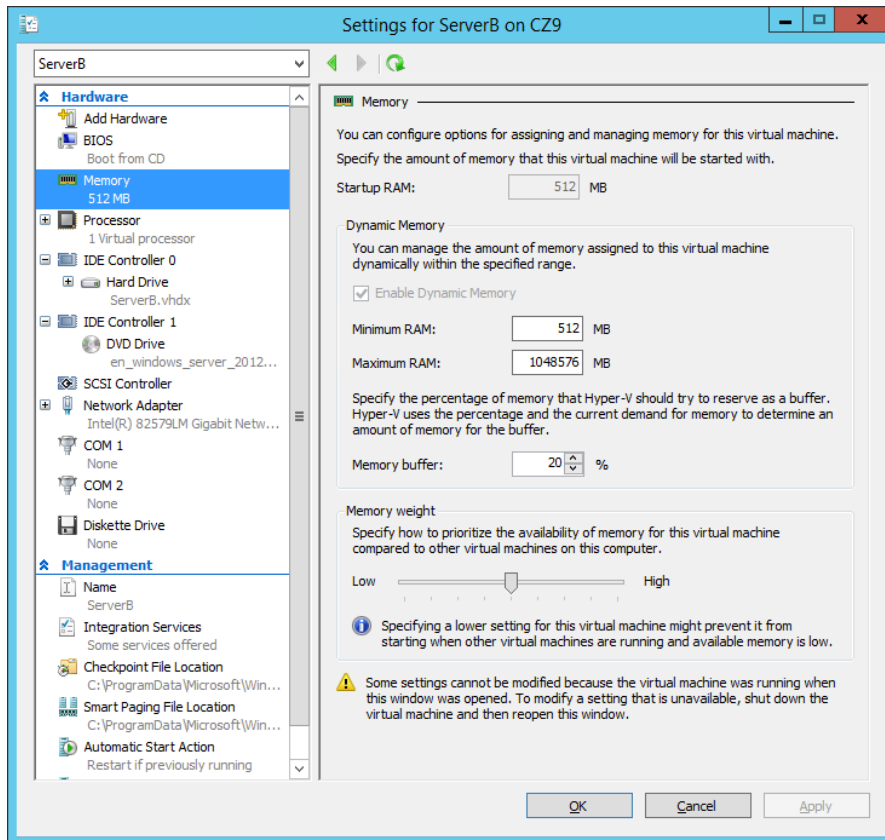 Settings for ServerB on CZ9
ServerB
Hardware
Add Hardware
BIOS
Boot from CD
Memory
512 MB
Processor
1 Virtual processor
IDE Controller 0
Hard Drive
ServerB.vhdx
IDE Controller 1
DVD Drive
en_windows_server_2012...
SCSI Controller
Network Adapter
Intel(R) 82579LM Gigabit Netw...
COM 1
None
COM 2
None
Diskette Drive
None
Management
Name
ServerB
Integration Services
Some services offered
Checkpoint File Location
C:\ProgramData\Microsoft\Win...
Smart Paging File Location
C:\ProgramData\Microsoft\Win...
Automatic Start Action
Restart if previously running
Memory
You can configure options for assigning and managing memory for this virtual machine.
Specify the amount of memory that this virtual machine will be started with.
Startup RAM: 512 MB
Dynamic Memory
You can manage the amount of memory assigned to this virtual machine
dynamically within the specified range.
Enable Dynamic Memory
Minimum RAM: 512 MB
Maximum RAM: 1048576 MB
Specify the percentage of memory that Hyper-V should try to reserve as a buffer.
Hyper-V uses the percentage and the current demand for memory to determine an
amount of memory for the buffer.
Memory buffer: 20 %
Memory weight
Specify how to prioritize the availability of memory for this virtual machine
compared to other virtual machines on this computer.
Low High
Specifying a lower setting for this virtual machine might prevent it from
starting when other virtual machines are running and available memory is low.
Some settings cannot be modified because the virtual machine was running when
this window was opened. To modify a setting that is unavailable, shut down the
virtual machine and then reopen this window.
OK Cancel Apply